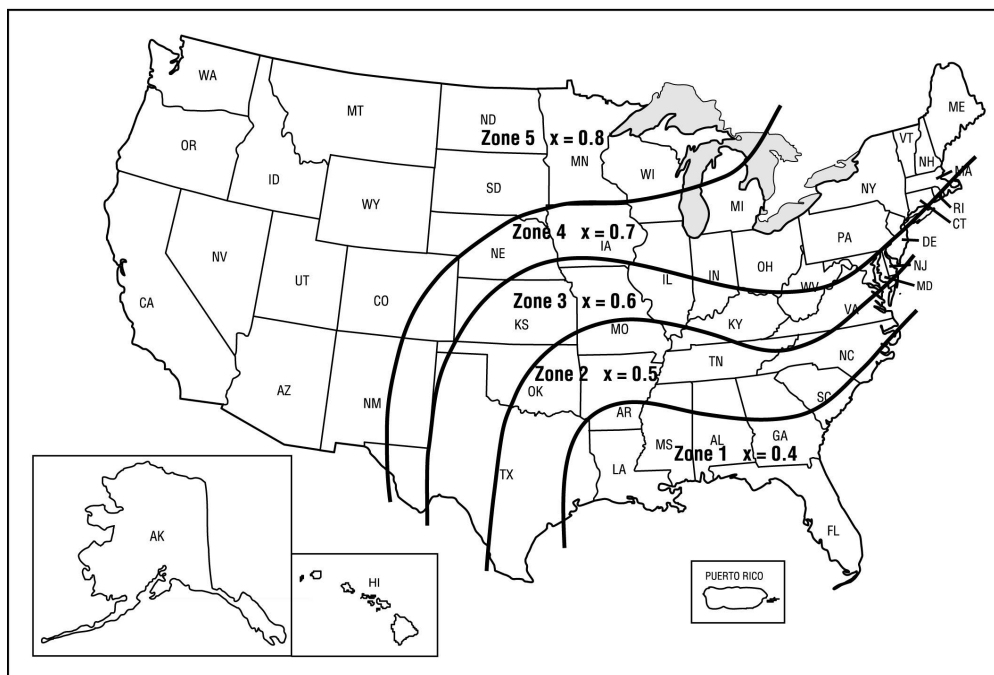 WA
MT
ND
ME
Zone 5 x = 0.8
VT
OR
MN
NH
ID
WI
MA
SD
NY
WY
MI
RI
CT
Zone 4 x = 0.7
PA
DE
NE
IA
NV
OH
IN
NJ
UT
IL
WV
MD
CA
CO
Zone 3 x = 0.6
VA
KS
MO
KY
NC
TN
Zone 2 x = 0.5
AZ
OK
SC
NM
AR
GA
MS
AL
Zone 1 x = 0.4
LA
TX
FL
AK
HI
PUERTO RICO